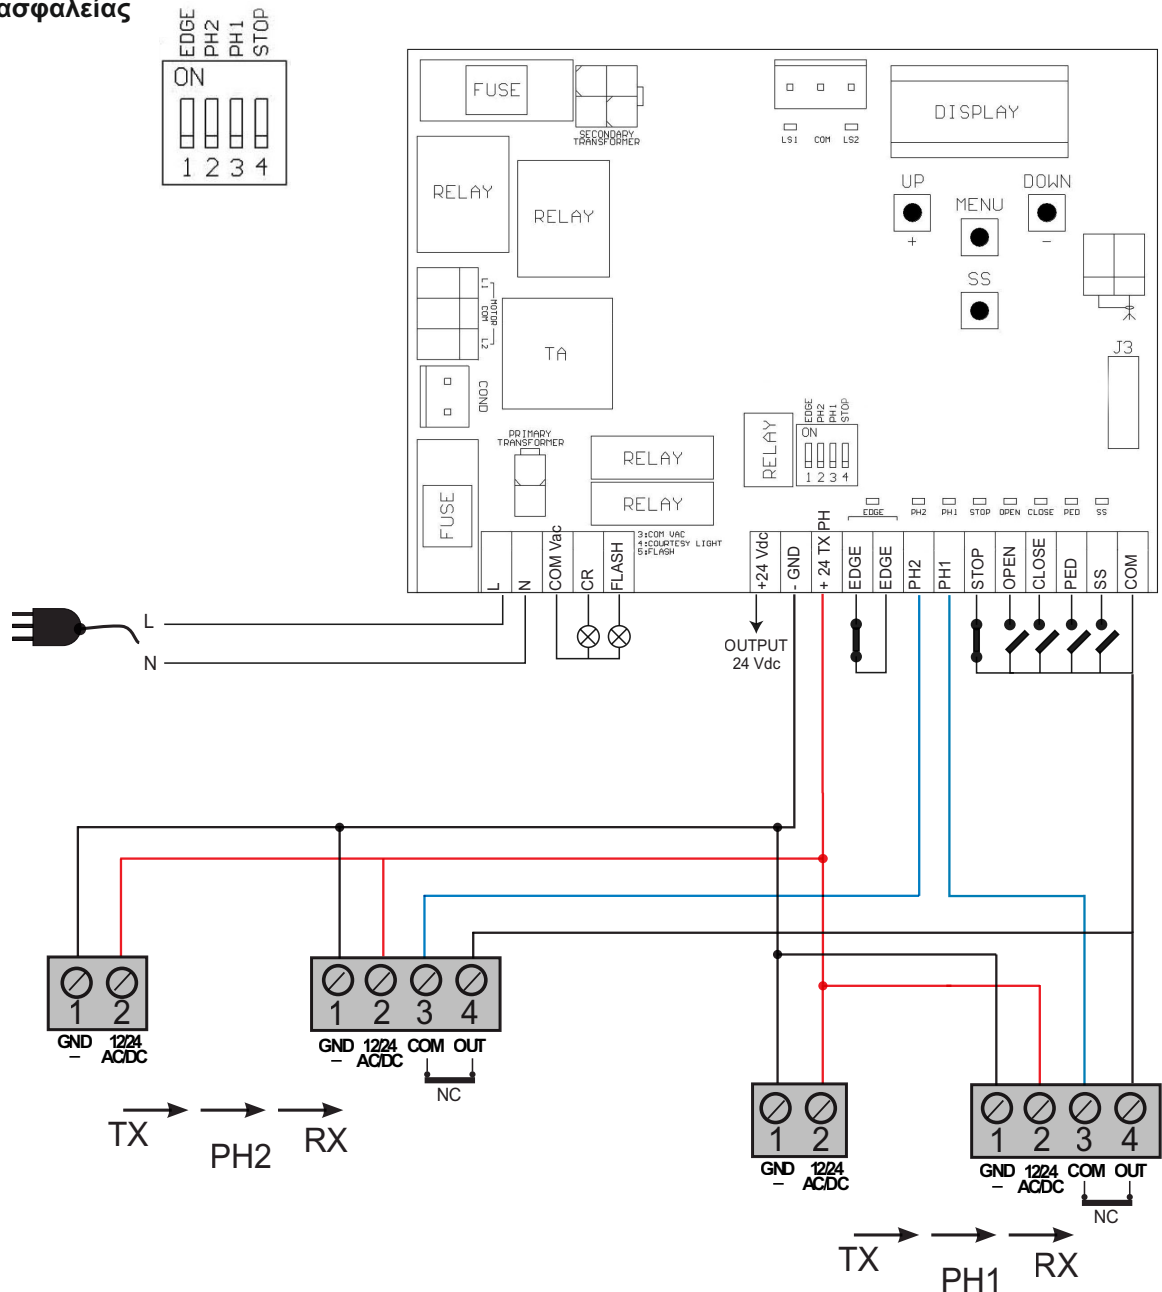 ασφαλείας
EDGE
PH2
PH1
STOP
ON
1 2 3 4
FUSE
SECONDARY
TRANSFORMER
LS1 COM LS2
DISPLAY
UP
DOWN
MENU
+
-
SS
RELAY
RELAY
L1
COM
L2
MOTOR
TA
COND
J3
PRIMARY
TRANSFORMER
RELAY
RELAY
RELAY
EDGE
PH2
PH1
STOP
ON
1 2 3 4
FUSE
3:COM VAC
4:COURTESY LIGHT
5:FLASH
EDGE PH2 PH1 STOP OPEN CLOSE PED SS
L
N
COM Vac
CR
FLASH
+24 Vdc
- GND
+ 24 TX PH
EDGE
EDGE
PH2
PH1
STOP
OPEN
CLOSE
PED
SS
COM
L
N
OUTPUT
24 Vdc
1 2
GND 12/24
– AC/DC
1 2 3 4
GND 12/24 COM OUT
– AC/DC
NC
TX PH2 RX
1 2
GND 12/24
– AC/DC
1 2 3 4
GND 12/24 COM OUT
– AC/DC
NC
TX PH1 RX